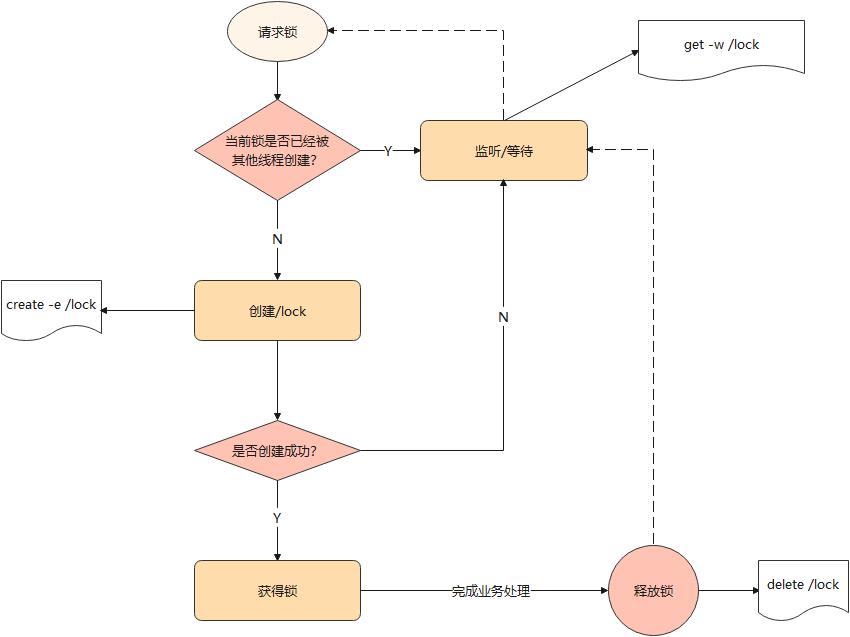 请求锁
get -w /lock
当前锁是否已经被
其他线程创建？
Y
监听/等待
N
create -e /lock
创建/lock
N
是否创建成功？
Y
获得锁
完成业务处理
释放锁
delete /lock